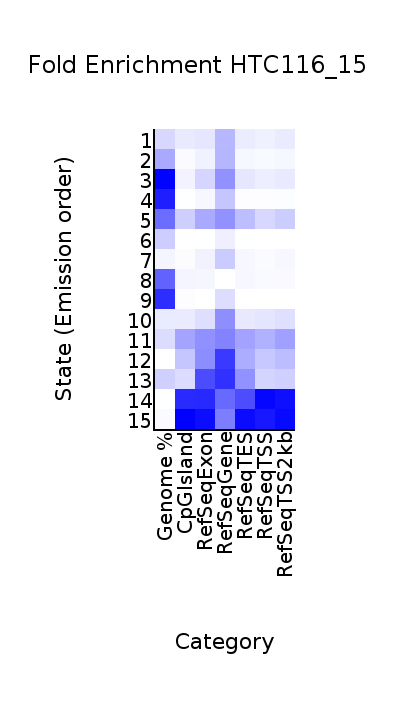 Fold Enrichment HTC116_15
State (Emission order)
1
2
3
4
5
6
7
8
9
10
11
12
13
14
15
Genome %
CpGIsland
RefSeqExon
RefSeqGene
RefSeqTES
RefSeqTSS
RefSeqTSS2kb
Category